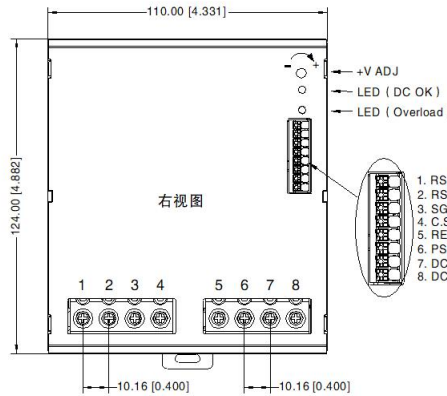 110.00 [4.331]
- +
+V ADJ
LED ( DC OK )
LED ( Overload
124.00 [4.882]
右视图
1. RS
2. RS
3. SG
4. C.S
5. RE
6. PS
7. DC
8. DC
1 2 3 4 5 6 7 8
10.16 [0.400] 10.16 [0.400]